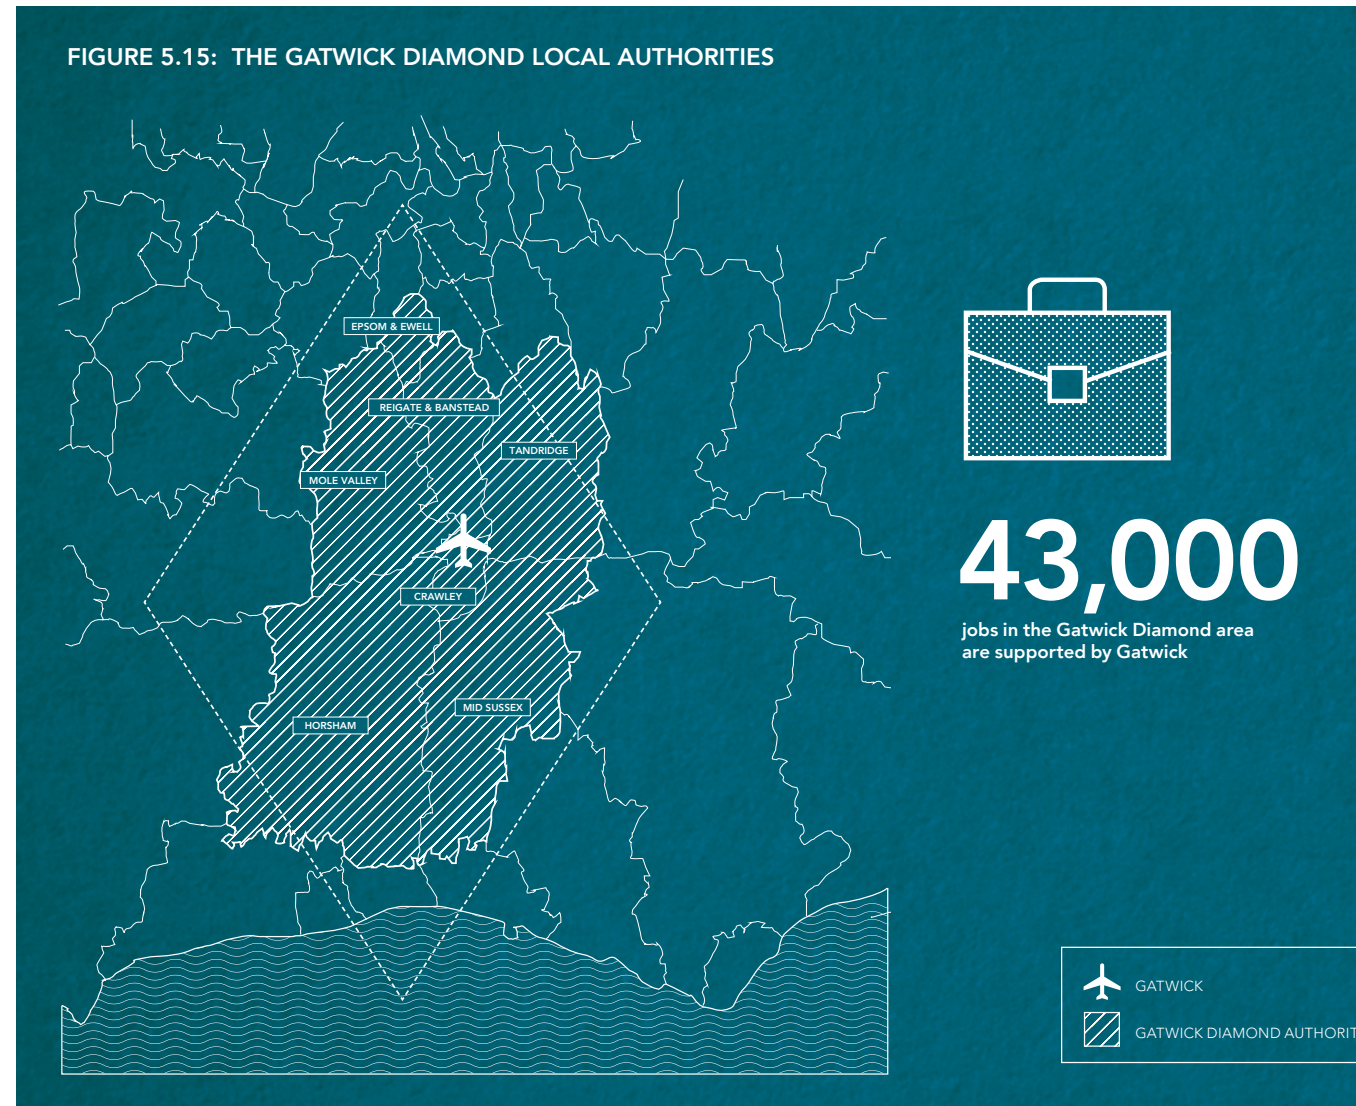 FIGURE 5.15: THE GATWICK DIAMOND LOCAL AUTHORITIES
EPSOM & EWELL
REIGATE & BANSTEAD
TANDRIDGE
MOLE VALLEY
CRAWLEY
MID SUSSEX
HORSHAM
43,000
jobs in the Gatwick Diamond area
are supported by Gatwick
GATWICK
GATWICK DIAMOND AUTHORIT